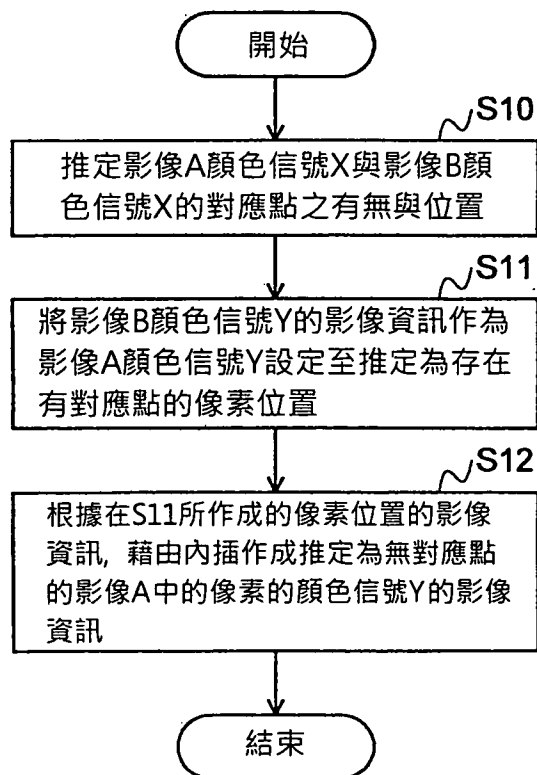 開始
S10
推定影像A顏色信號X與影像B顏
色信號X的對應點之有無與位置
S11
將影像B顏色信號Y的影像資訊作為
影像A顏色信號Y設定至推定為存在
有對應點的像素位置
S12
根據在S11所作成的像素位置的影像
資訊, 藉由內插作成推定為無對應點
的影像A中的像素的顏色信號Y的影像
資訊
結束